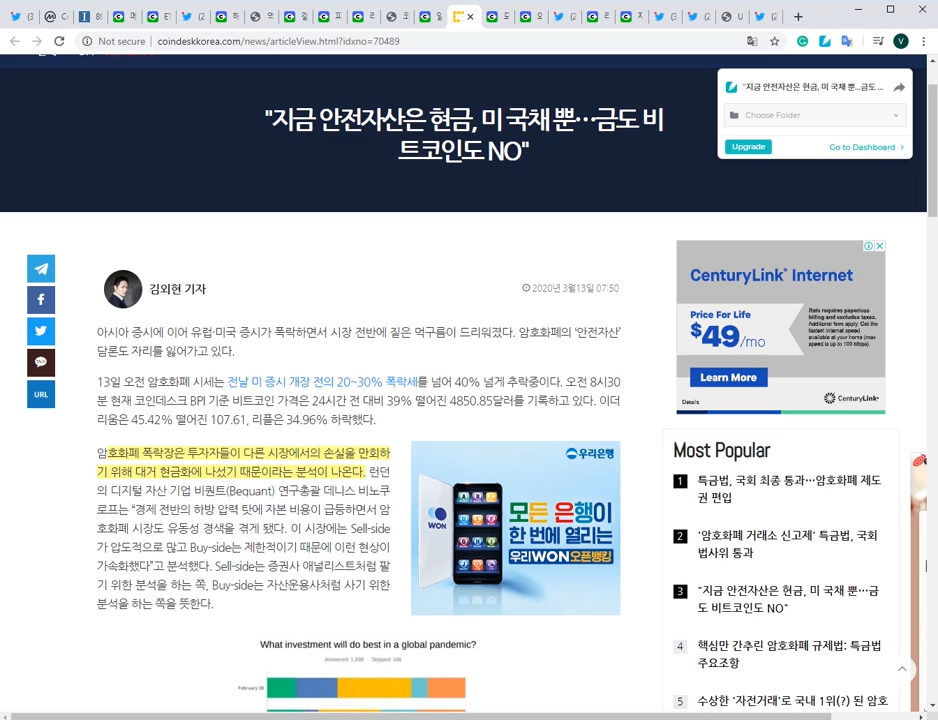 Not secure
coindeskkorea.com/news/articleView.html?idxno=70489
"지금 안전자산은 현금, 미 국채 뿐…금도 비
트코인도 NO"
"지금 안전자산은 현금, 미 국채 뿐…금도 ...
Choose Folder
Upgrade
Go to Dashboard
김외현 기자
2020년 3월13일 07:50
아시아 증시에 이어 유럽·미국 증시가 폭락하면서 시장 전반에 짙은 먹구름이 드리워졌다. 암호화폐의 '안전자산'
담론도 자리를 잃어가고 있다.
13일 오전 암호화폐 시세는 전날 미 증시 개장 전의 20~30% 폭락세를 넘어 40% 넘게 추락중이다. 오전 8시30
분 현재 코인데스크 BPI 기준 비트코인 가격은 24시간 전 대비 39% 떨어진 4850.85달러를 기록하고 있다. 이더
리움은 45.42% 떨어진 107.61, 리플은 34.96% 하락했다.
암호화폐 폭락장은 투자자들이 다른 시장에서의 손실을 만회하
기 위해 대거 현금화에 나섰기 때문이라는 분석이 나온다. 런던
의 디지털 자산 기업 비퀀트(Bequant) 연구총괄 데니스 비노쿠
로프는 "경제 전반의 하방 압력 탓에 자본 비용이 급등하면서 암
호화폐 시장도 유동성 경색을 겪게 됐다. 이 시장에는 Sell-side
가 압도적으로 많고 Buy-side는 제한적이기 때문에 이런 현상이
가속화했다"고 분석했다. Sell-side는 증권사 애널리스트처럼 팔
기 위한 분석을 하는 쪽, Buy-side는 자산운용사처럼 사기 위한
분석을 하는 쪽을 뜻한다.
우리은행
WON
모든 은행이
한 번에 열리는
우리WON오픈뱅킹
What investment will do best in a global pandemic?
Answered: 1,098 Skipped: 166
February 28
URL
CenturyLink Internet
Price For Life
$49/mo
Rate requires paperless
billing and excludes taxes.
Additional fees apply. Get the
fastest internet speed
available at your home (max
speed is up to 100 Mbps).
Learn More
Details
CenturyLink
Most Popular
1 특금법, 국회 최종 통과…암호화폐 제도
권 편입
2 '암호화폐 거래소 신고제' 특금법, 국회
법사위 통과
3 "지금 안전자산은 현금, 미 국채 뿐…금
도 비트코인도 NO"
4 핵심만 간추린 암호화폐 규제법: 특금법
주요조항
5 수상한 '자전거래'로 국내 1위(?) 된 암호